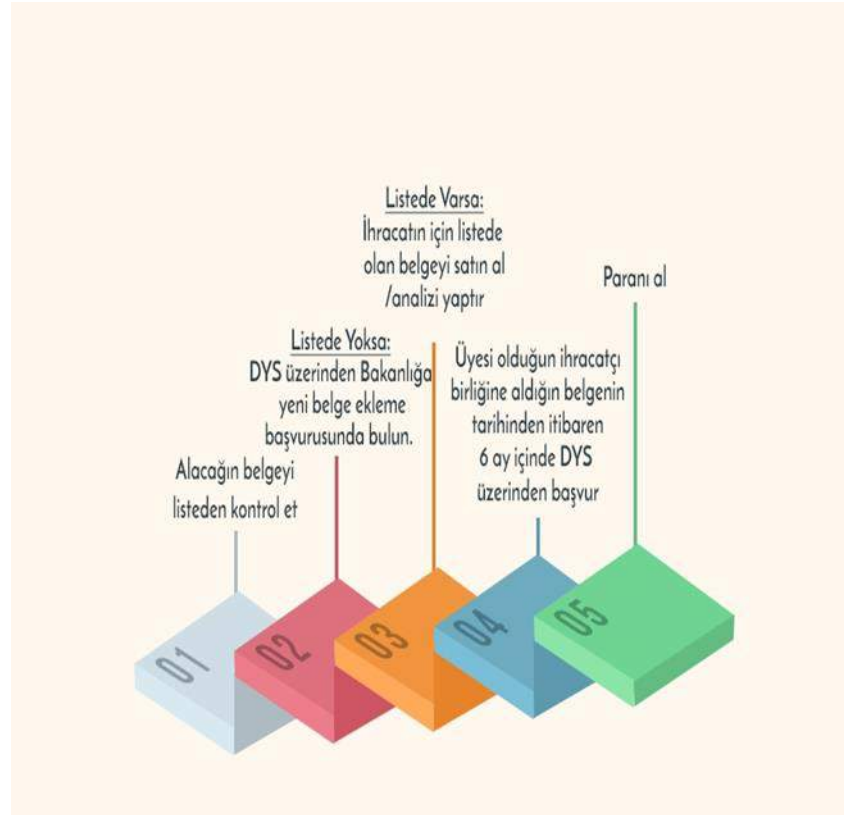 01
Alacağın belgeyi
listeden kontrol et
02
Listede Yoksa:
DYS üzerinden Bakanlığa
yeni belge ekleme
başvurusunda bulun.
03
Listede Varsa:
İhracatın için listede
olan belgeyi satın al
/analizi yaptır
04
Üyesi olduğun ihracatçı
birliğine aldığın belgenin
tarihinden itibaren
6 ay içinde DYS
üzerinden başvur
05
Paranı al